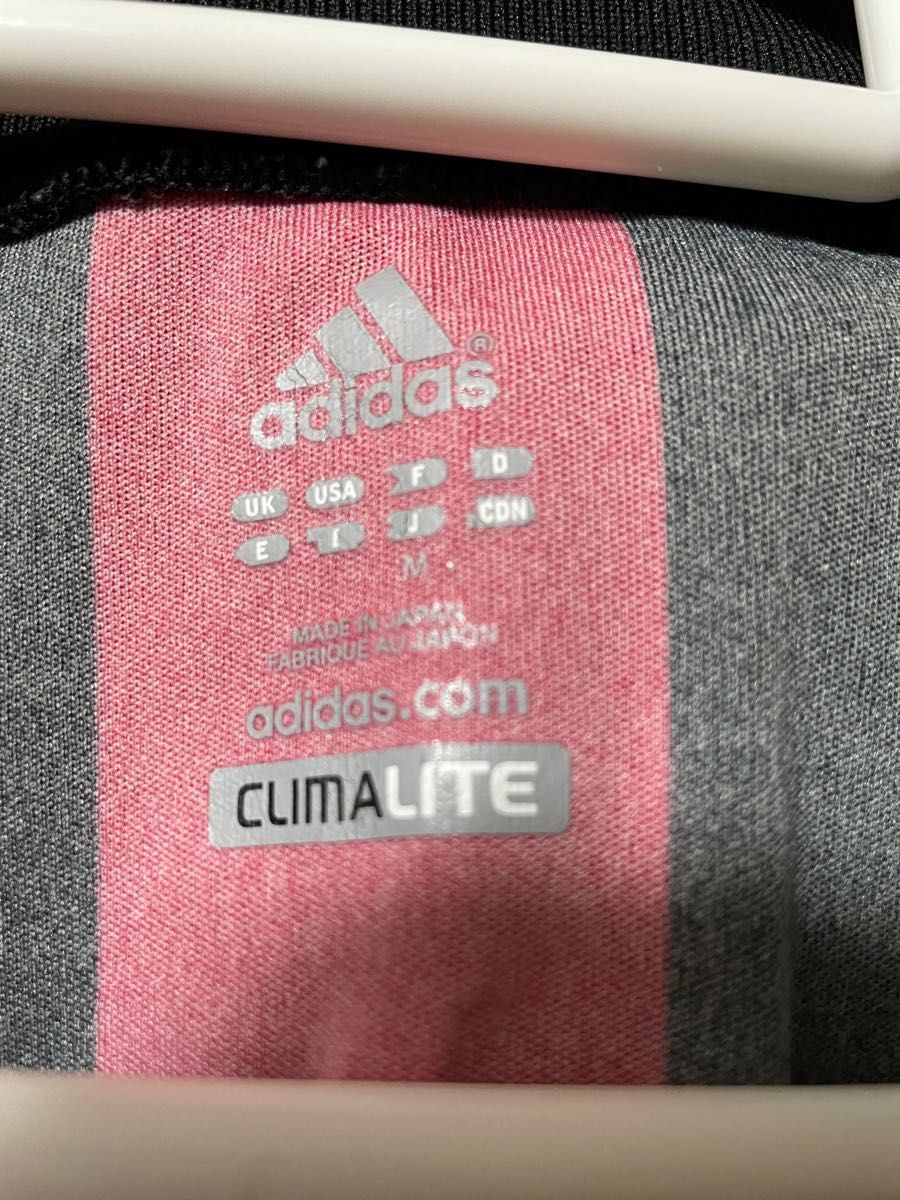 adidas®
UK USA F D
E I J CDN
M
MADE IN JAPAN
FABRIQUE AU JAPON
adidas.com
CLIMALITE